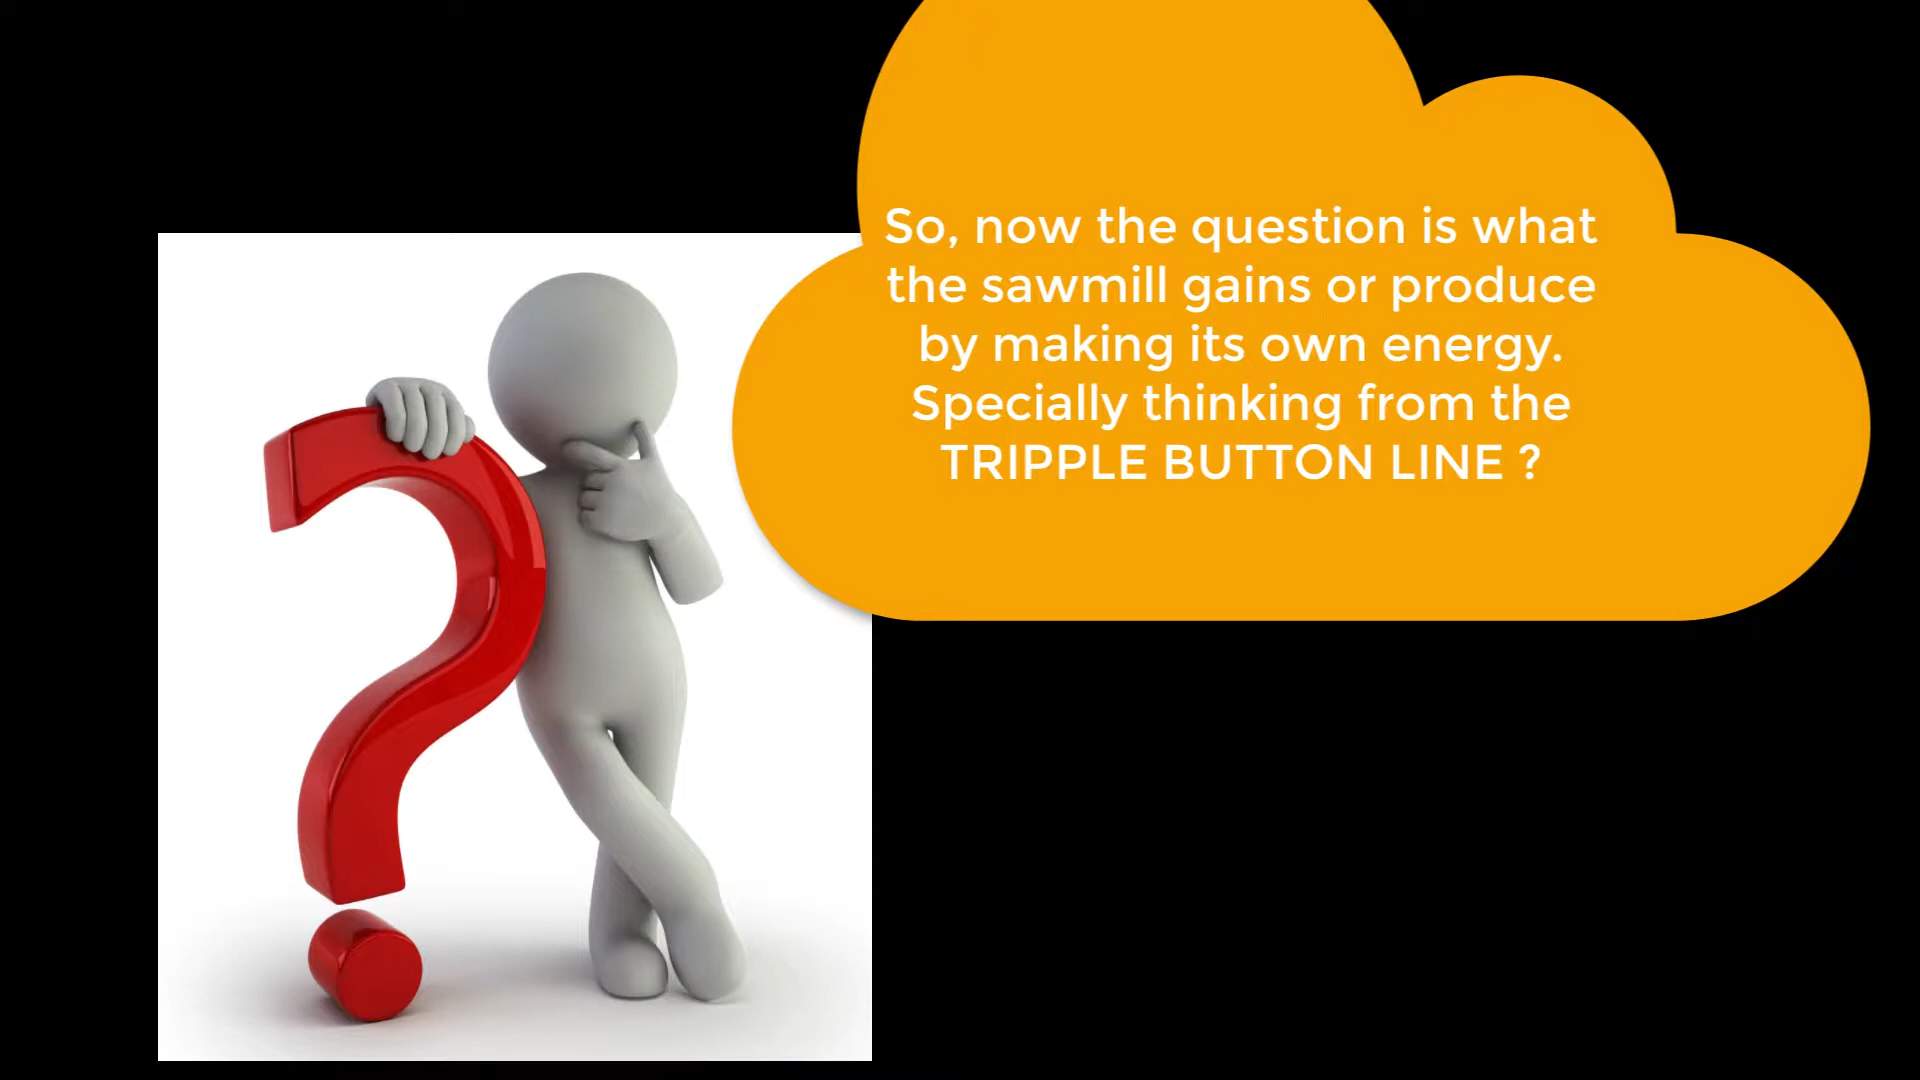 So, now the question is what
the sawmill gains or produce
by making its own energy.
Specially thinking from the
TRIPPLE BUTTON LINE ?